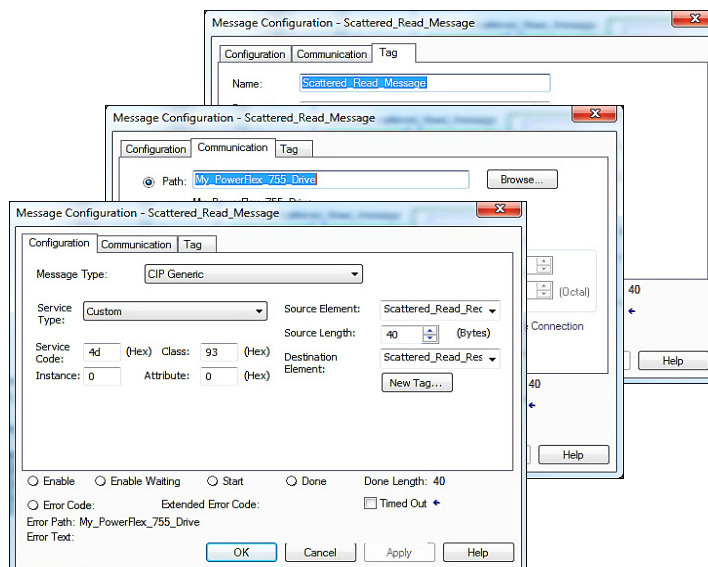 Message Configuration - Scattered_Read_Message
Configuration Communication Tag
Name: Scattered_Read_Message
Message Configuration - Scattered_Read_Message
Configuration Communication Tag
Path: My_PowerFlex_755_Drive Browse...
(Octal)
40
Connection
Help
Message Configuration - Scattered_Read_Message
Configuration Communication Tag
Message Type: CIP Generic
Service Type: Custom
Source Element: Scattered_Read_Rec
Source Length: 40 (Bytes)
Service Code: 4d (Hex) Class: 93 (Hex)
Destination Element: Scattered_Read_Res
Instance: 0 Attribute: 0 (Hex)
New Tag...
40
Help
Enable Enable Waiting Start Done Done Length: 40
Error Code: Extended Error Code: Timed Out
Error Path: My_PowerFlex_755_Drive
Error Text:
OK Cancel Apply Help